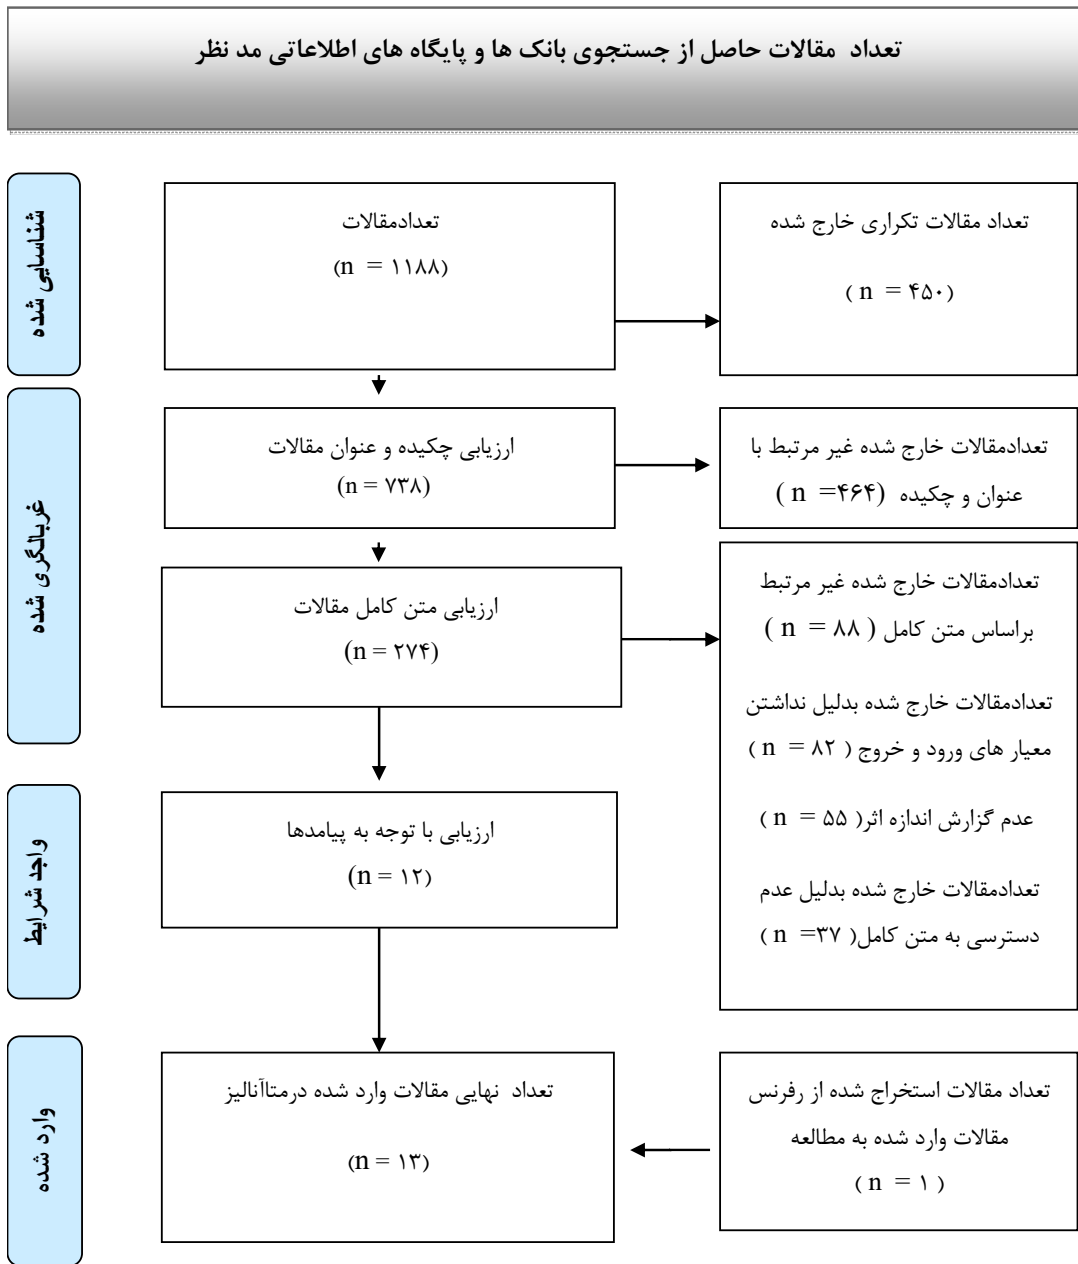 تعداد مقالات حاصل از جستجوی بانک ها و پایگاه های اطلاعاتی مد نظر
شناسایی شده
تعدادمقالات
(n = ۱۱۸۸)
تعداد مقالات تکراری خارج شده
( n = ۴۵۰)
غربالگری شده
ارزیابی چکیده و عنوان مقالات
(n = ۷۳۸)
تعدادمقالات خارج شده غیر مرتبط با
عنوان و چکیده ( n =۴۶۴)
ارزیابی متن کامل مقالات
(n = ۲۷۴)
تعدادمقالات خارج شده غیر مرتبط
براساس متن کامل ( n = ۸۸ )
تعدادمقالات خارج شده بدلیل نداشتن
معیار های ورود و خروج ( n = ۸۲ )
عدم گزارش اندازه اثر( n = ۵۵ )
تعدادمقالات خارج شده بدلیل عدم
دسترسی به متن کامل( n =۳۷ )
واجد شرایط
ارزیابی با توجه به پیامدها
(n = ۱۲)
وارد شده
تعداد نهایی مقالات وارد شده درمتاآنالیز
(n = ۱۳)
تعداد مقالات استخراج شده از رفرنس
مقالات وارد شده به مطالعه
( n = ۱ )